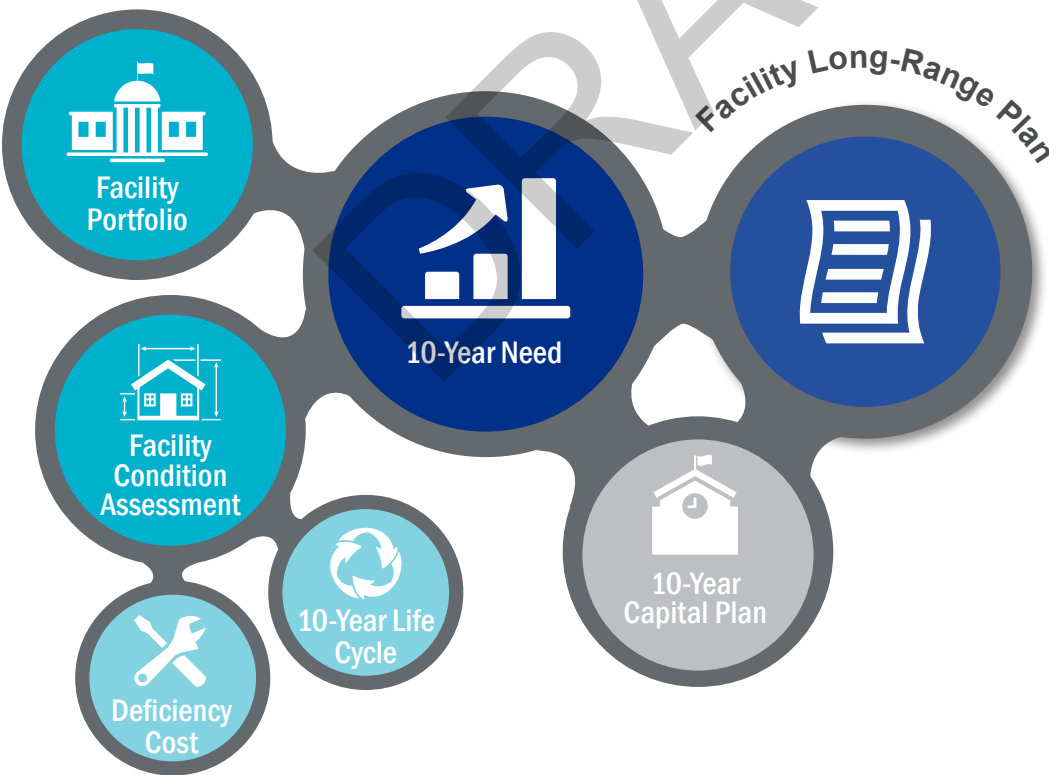 Facility Long-Range Plan
Facility
Portfolio
10-Year Need
Facility
Condition
Assessment
10-Year Life
Cycle
10-Year
Capital Plan
Deficiency
Cost
DRA